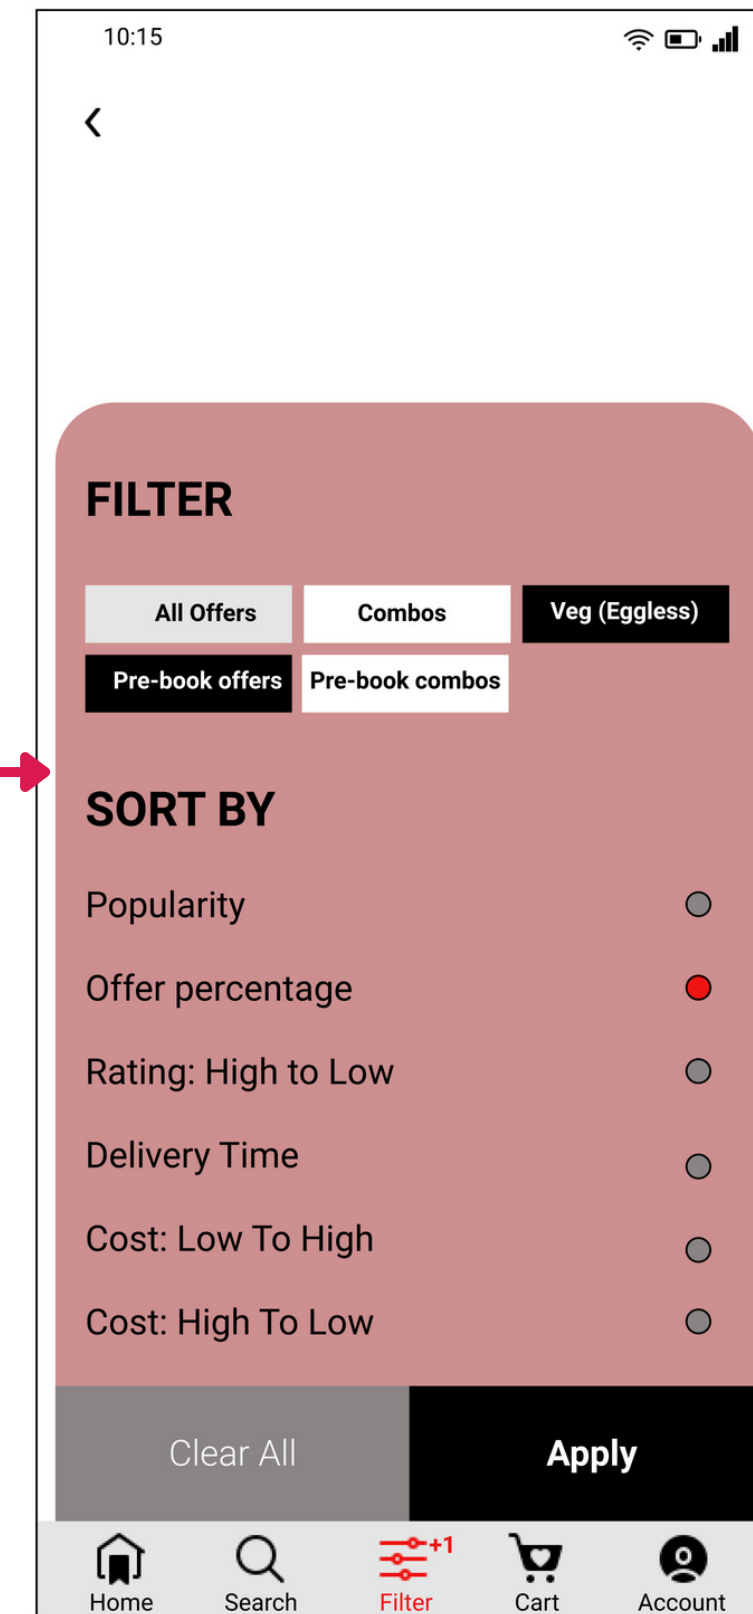 10:15
FILTER
All Offers Combos Veg (Eggless)
Pre-book offers Pre-book combos
SORT BY
Popularity
Offer percentage
Rating: High to Low
Delivery Time
Cost: Low To High
Cost: High To Low
Clear All Apply
+1
Home Search Filter Cart Account